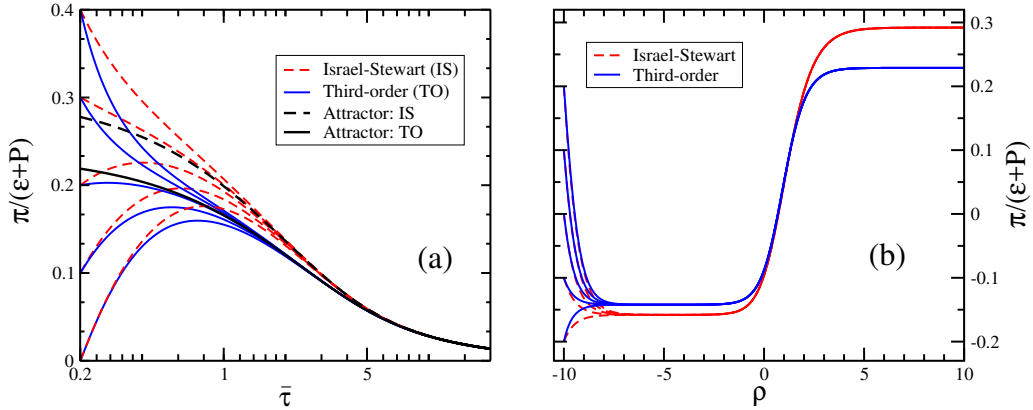 0.4
0.3
0.2
0.1
0
π/(ε+P)
Israel-Stewart (IS)
Third-order (TO)
Attractor: IS
Attractor: TO
(a)
0.2
1
5
τ̄
Israel-Stewart
Third-order
(b)
0.3
0.2
0.1
0
-0.1
-0.2
π/(ε+P)
-10
-5
0
5
10
ρ